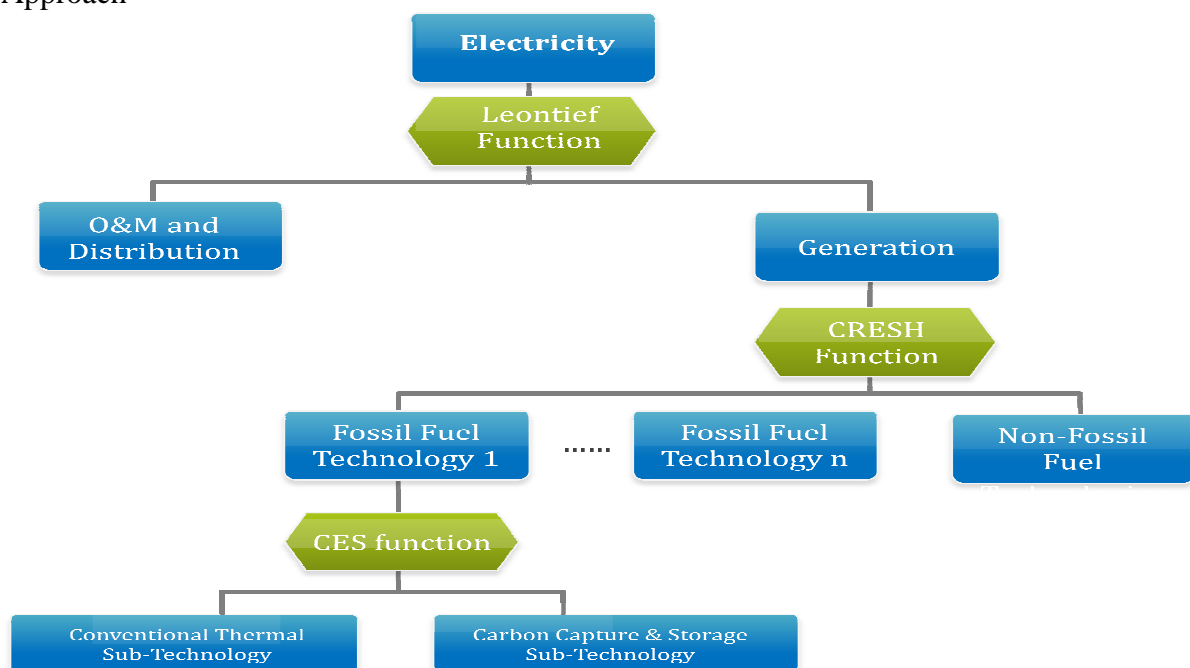 Approach
Electricity
Leontief
Function
O&M and
Distribution
Generation
CRESH
Function
Fossil Fuel
Technology 1
......
Fossil Fuel
Technology n
Non-Fossil
Fuel
CES function
Conventional Thermal
Sub-Technology
Carbon Capture & Storage
Sub-Technology